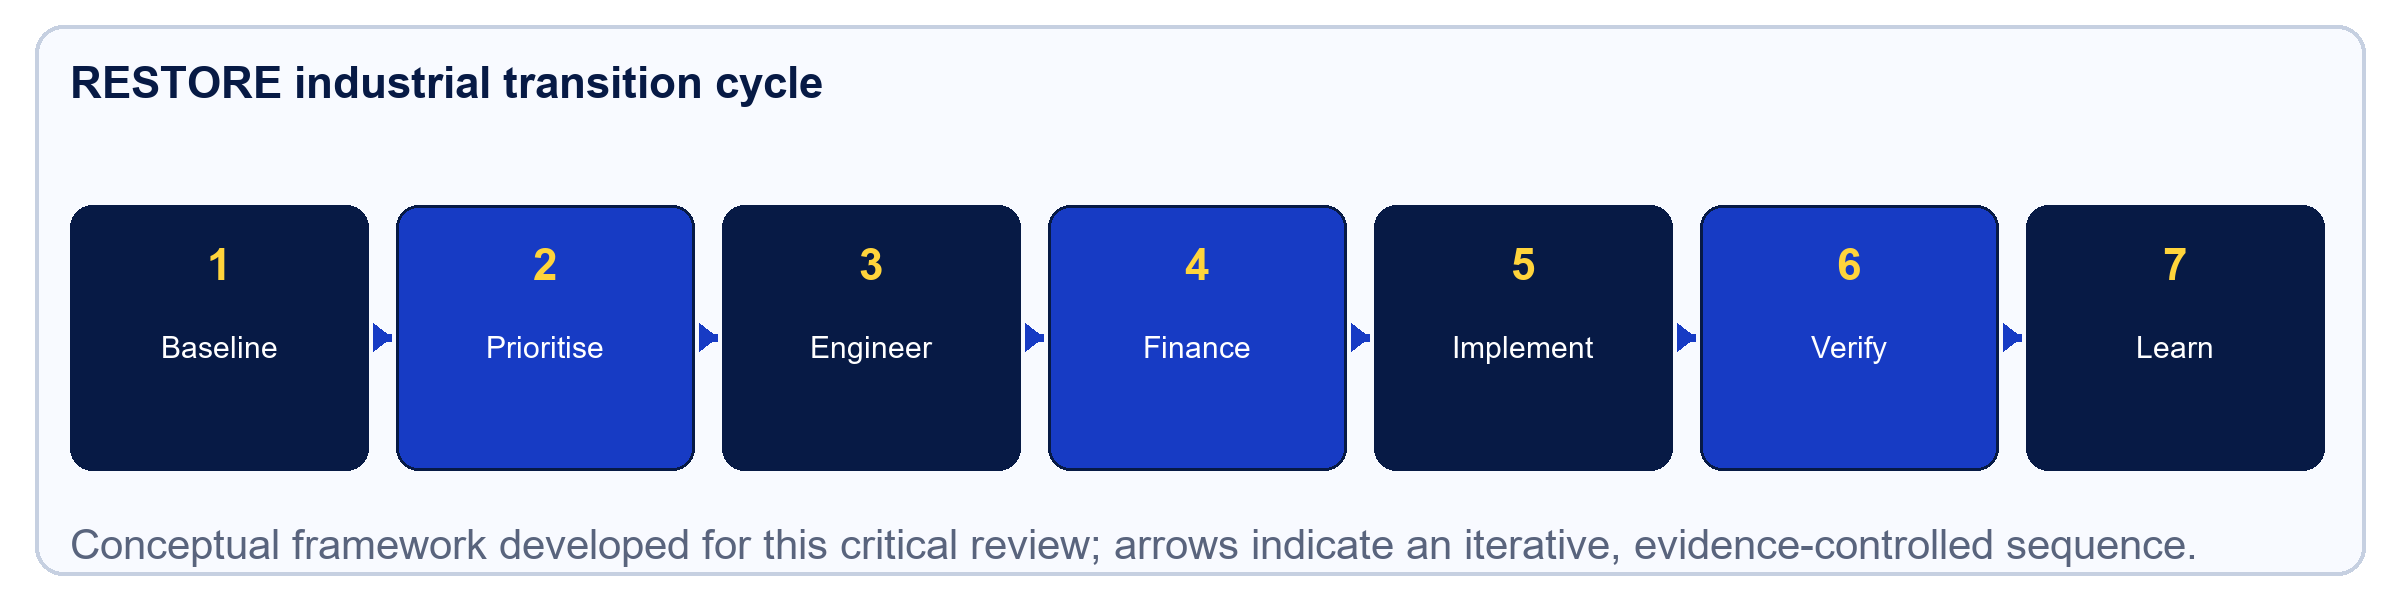 RESTORE industrial transition cycle
1
Baseline
2
Prioritise
3
Engineer
4
Finance
5
Implement
6
Verify
7
Learn
Conceptual framework developed for this critical review; arrows indicate an iterative, evidence-controlled sequence.